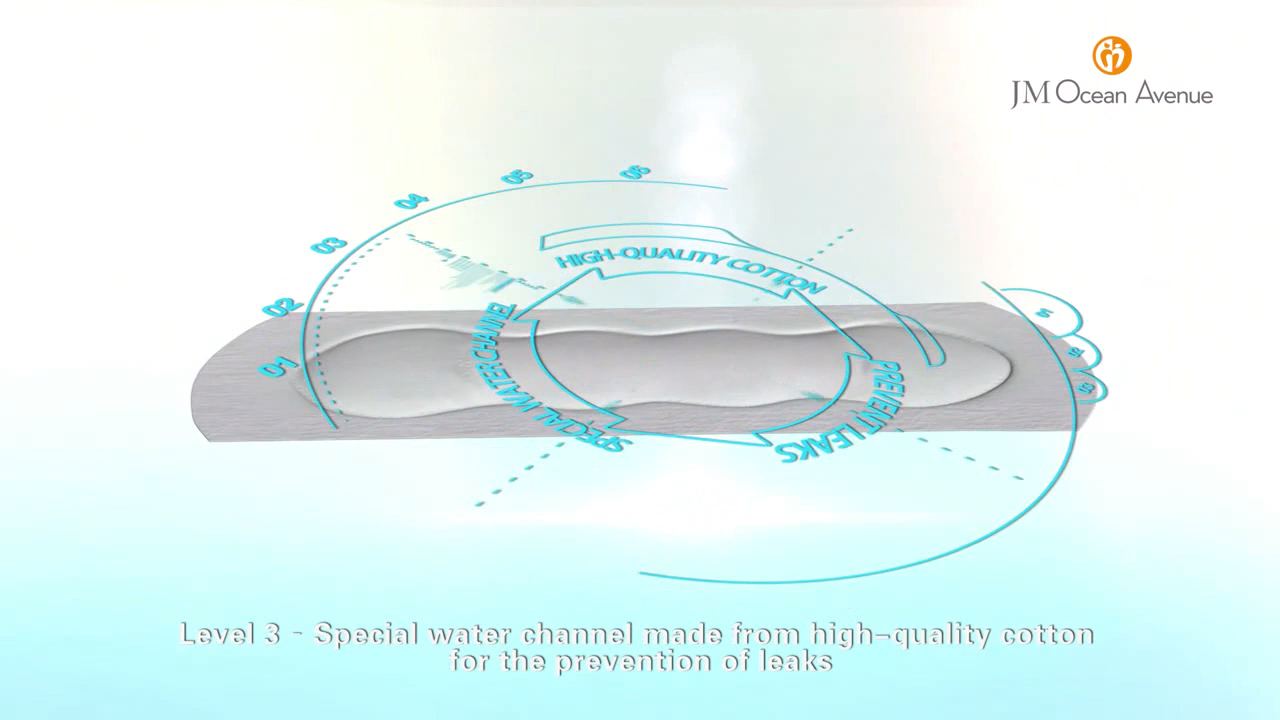 JM Ocean Avenue
06
05
04
03
02
01
HIGH-QUALITY COTTON
SPECIAL WATER CHANNEL
PREVENT LEAKS
Level 3 - Special water channel made from high-quality cotton
for the prevention of leaks